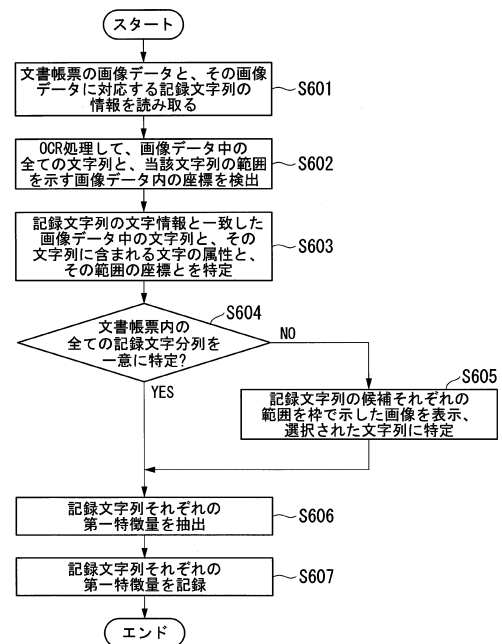 スタート
文書帳票の画像データと、その画像
データに対応する記録文字列の
情報を読み取る
S601
OCR処理して、画像データ中の
全ての文字列と、当該文字列の範囲
を示す画像データ内の座標を検出
S602
記録文字列の文字情報と一致した
画像データ中の文字列と、その
文字列に含まれる文字の属性と、
その範囲の座標とを特定
S603
S604
文書帳票内の
全ての記録文字分列を
一意に特定?
NO
YES
S605
記録文字列の候補それぞれの
範囲を枠で示した画像を表示、
選択された文字列に特定
記録文字列それぞれの
第一特徴量を抽出
S606
記録文字列それぞれの
第一特徴量を記録
S607
エンド